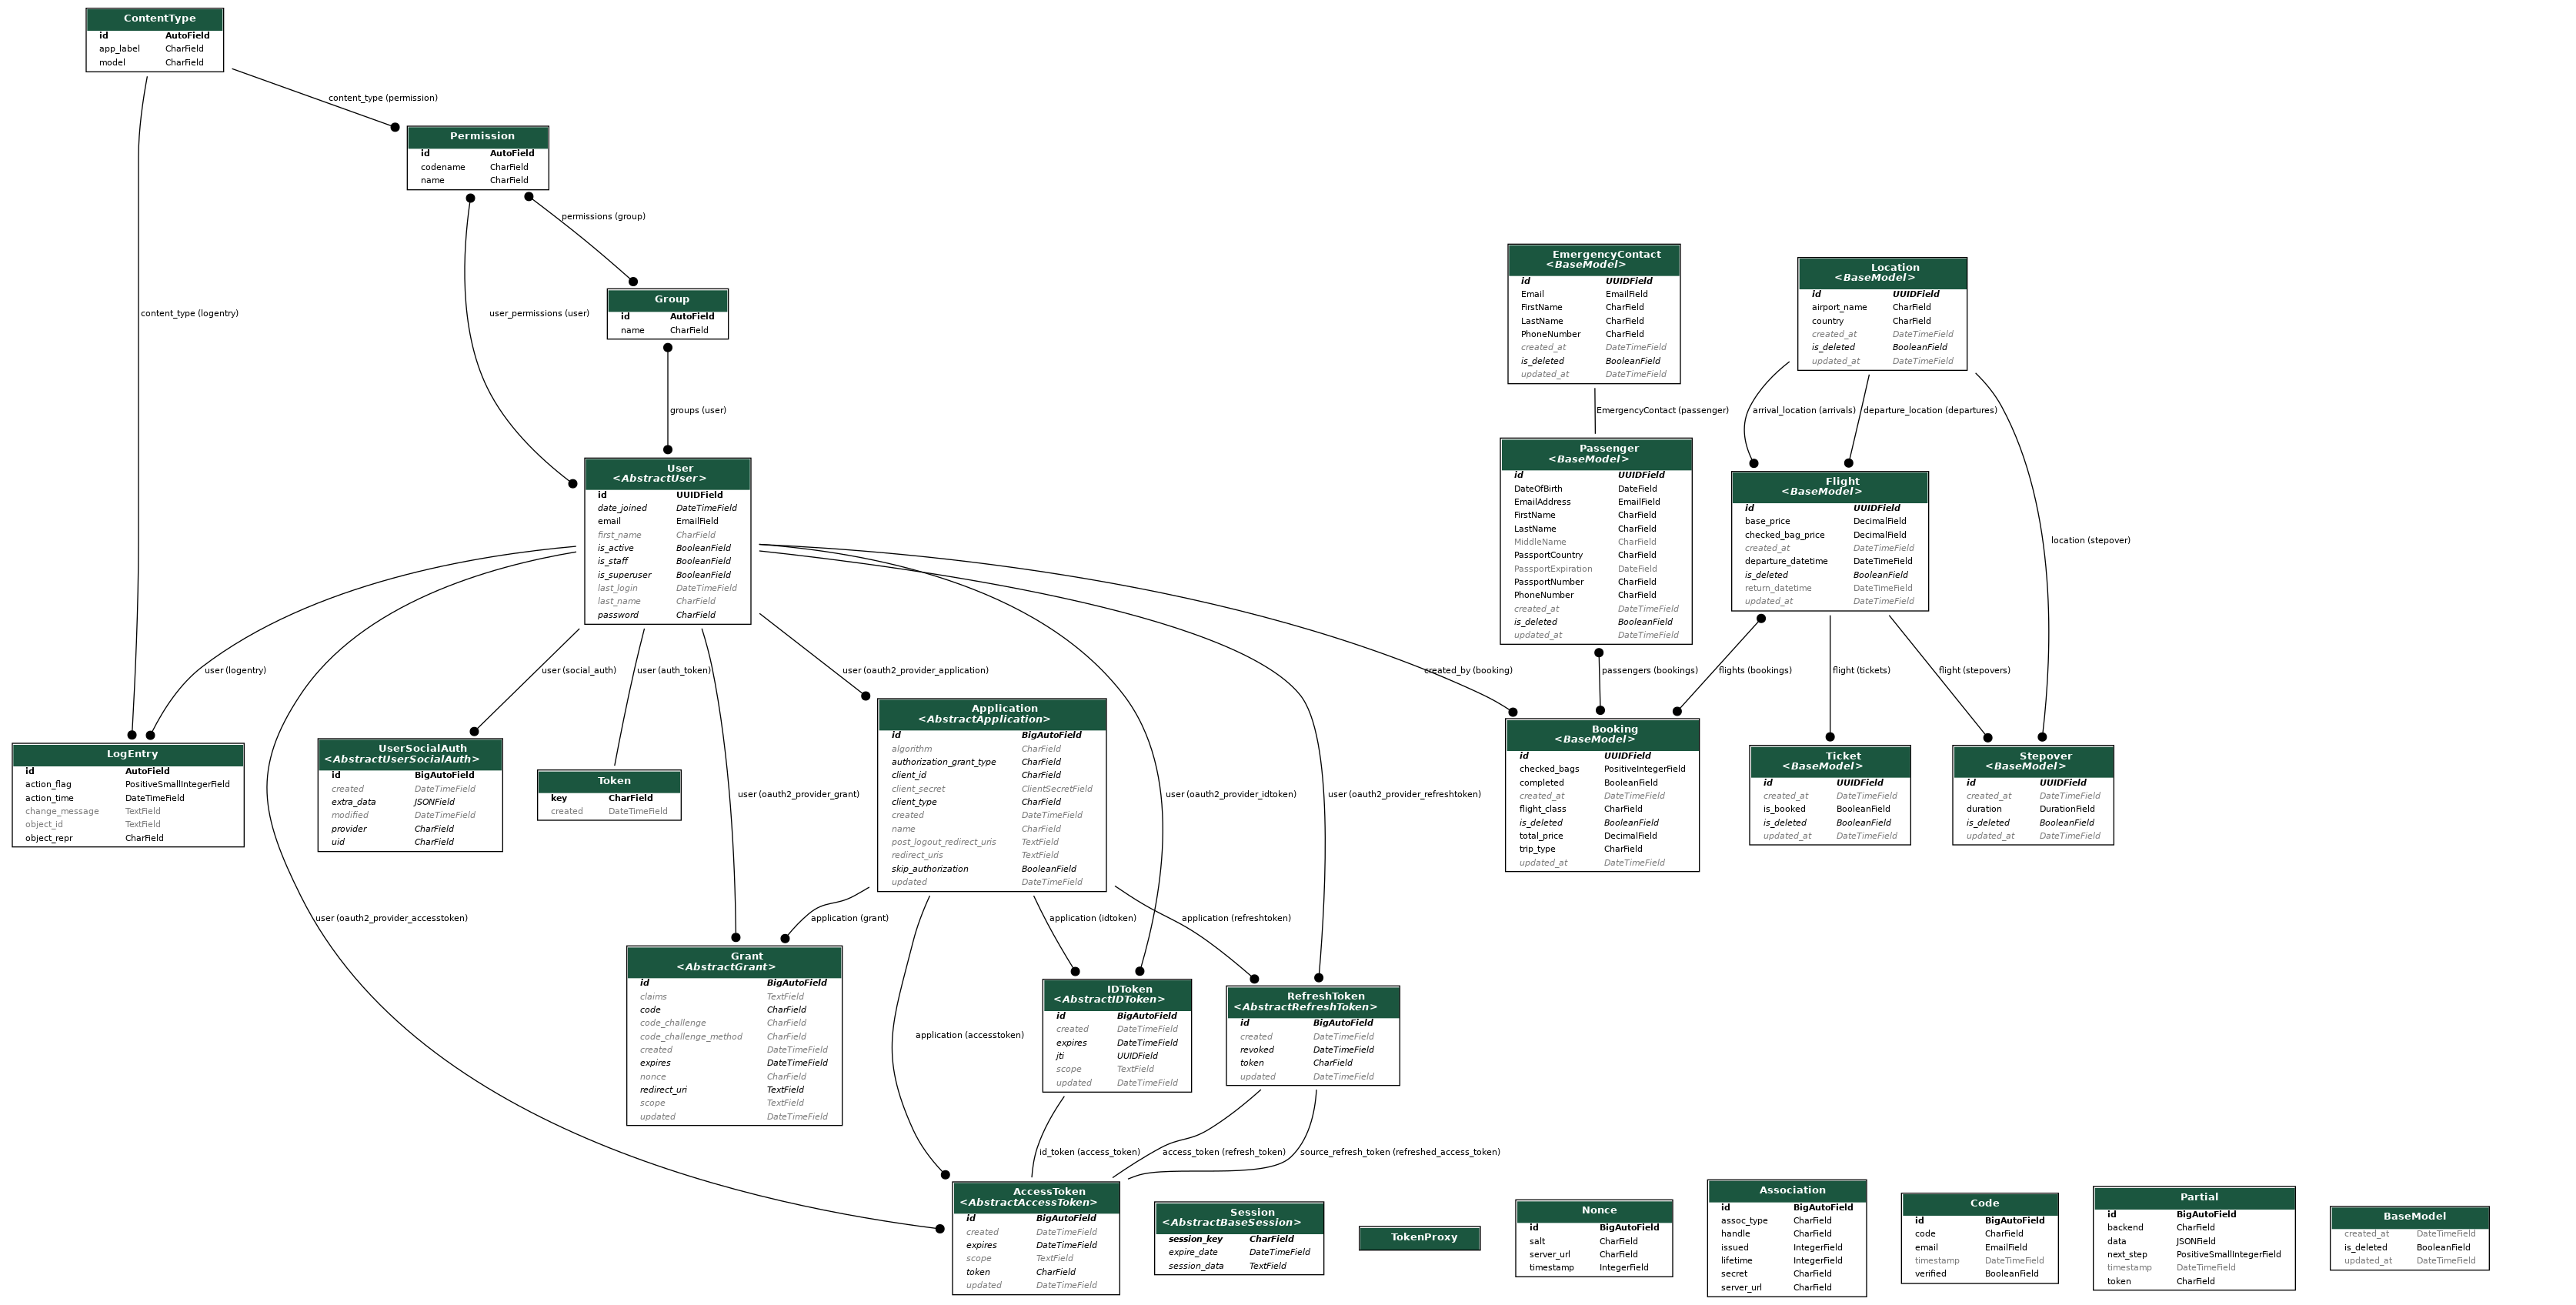 ContentType
id AutoField
app_label CharField
model CharField
content_type (permission)
Permission
id AutoField
codename CharField
name CharField
permissions (group)
content_type (logentry)
user_permissions (user)
Group
id AutoField
name CharField
groups (user)
EmergencyContact
<BaseModel>
id UUIDField
Email EmailField
FirstName CharField
LastName CharField
PhoneNumber CharField
created_at DateTimeField
is_deleted BooleanField
updated_at DateTimeField
Location
<BaseModel>
id UUIDField
airport_name CharField
country CharField
created_at DateTimeField
is_deleted BooleanField
updated_at DateTimeField
EmergencyContact (passenger)
arrival_location (arrivals)
departure_location (departures)
User
<AbstractUser>
id UUIDField
date_joined DateTimeField
email EmailField
first_name CharField
is_active BooleanField
is_staff BooleanField
is_superuser BooleanField
last_login DateTimeField
last_name CharField
password CharField
Passenger
<BaseModel>
id UUIDField
DateOfBirth DateField
EmailAddress EmailField
FirstName CharField
LastName CharField
MiddleName CharField
PassportCountry CharField
PassportExpiration DateField
PassportNumber CharField
PhoneNumber CharField
created_at DateTimeField
is_deleted BooleanField
updated_at DateTimeField
Flight
<BaseModel>
id UUIDField
base_price DecimalField
checked_bag_price DecimalField
created_at DateTimeField
departure_datetime DateTimeField
is_deleted BooleanField
return_datetime DateTimeField
updated_at DateTimeField
location (stepover)
user (logentry)
user (social_auth)
user (auth_token)
user (oauth2_provider_application)
created_by (booking)
passengers (bookings)
flights (bookings)
flight (tickets)
flight (stepovers)
LogEntry
id AutoField
action_flag PositiveSmallIntegerField
action_time DateTimeField
change_message TextField
object_id TextField
object_repr CharField
UserSocialAuth
<AbstractUserSocialAuth>
id BigAutoField
created DateTimeField
extra_data JSONField
modified DateTimeField
provider CharField
uid CharField
Token
key CharField
created DateTimeField
user (oauth2_provider_grant)
Application
<AbstractApplication>
id BigAutoField
algorithm CharField
authorization_grant_type CharField
client_id CharField
client_secret ClientSecretField
client_type CharField
created DateTimeField
name CharField
post_logout_redirect_uris TextField
redirect_uris TextField
skip_authorization BooleanField
updated DateTimeField
user (oauth2_provider_idtoken)
user (oauth2_provider_refreshtoken)
Booking
<BaseModel>
id UUIDField
checked_bags PositiveIntegerField
completed BooleanField
created_at DateTimeField
flight_class CharField
is_deleted BooleanField
total_price DecimalField
trip_type CharField
updated_at DateTimeField
Ticket
<BaseModel>
id UUIDField
created_at DateTimeField
is_booked BooleanField
is_deleted BooleanField
updated_at DateTimeField
Stepover
<BaseModel>
id UUIDField
created_at DateTimeField
duration DurationField
is_deleted BooleanField
updated_at DateTimeField
user (oauth2_provider_accesstoken)
application (grant)
application (idtoken)
application (refreshtoken)
Grant
<AbstractGrant>
id BigAutoField
claims TextField
code CharField
code_challenge CharField
code_challenge_method CharField
created DateTimeField
expires DateTimeField
nonce CharField
redirect_uri TextField
scope TextField
updated DateTimeField
application (accesstoken)
IDToken
<AbstractIDToken>
id BigAutoField
created DateTimeField
expires DateTimeField
jti UUIDField
scope TextField
updated DateTimeField
RefreshToken
<AbstractRefreshToken>
id BigAutoField
created DateTimeField
revoked DateTimeField
token CharField
updated DateTimeField
id_token (access_token)
access_token (refresh_token)
source_refresh_token (refreshed_access_token)
AccessToken
<AbstractAccessToken>
id BigAutoField
created DateTimeField
expires DateTimeField
scope TextField
token CharField
updated DateTimeField
Session
<AbstractBaseSession>
session_key CharField
expire_date DateTimeField
session_data TextField
TokenProxy
Nonce
id BigAutoField
salt CharField
server_url CharField
timestamp IntegerField
Association
id BigAutoField
assoc_type CharField
handle CharField
issued IntegerField
lifetime IntegerField
secret CharField
server_url CharField
Code
id BigAutoField
code CharField
email EmailField
timestamp DateTimeField
verified BooleanField
Partial
id BigAutoField
backend CharField
data JSONField
next_step PositiveSmallIntegerField
timestamp DateTimeField
token CharField
BaseModel
created_at DateTimeField
is_deleted BooleanField
updated_at DateTimeField